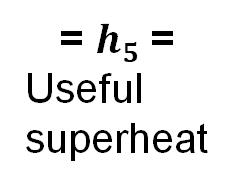 = h₅ =
Useful
superheat